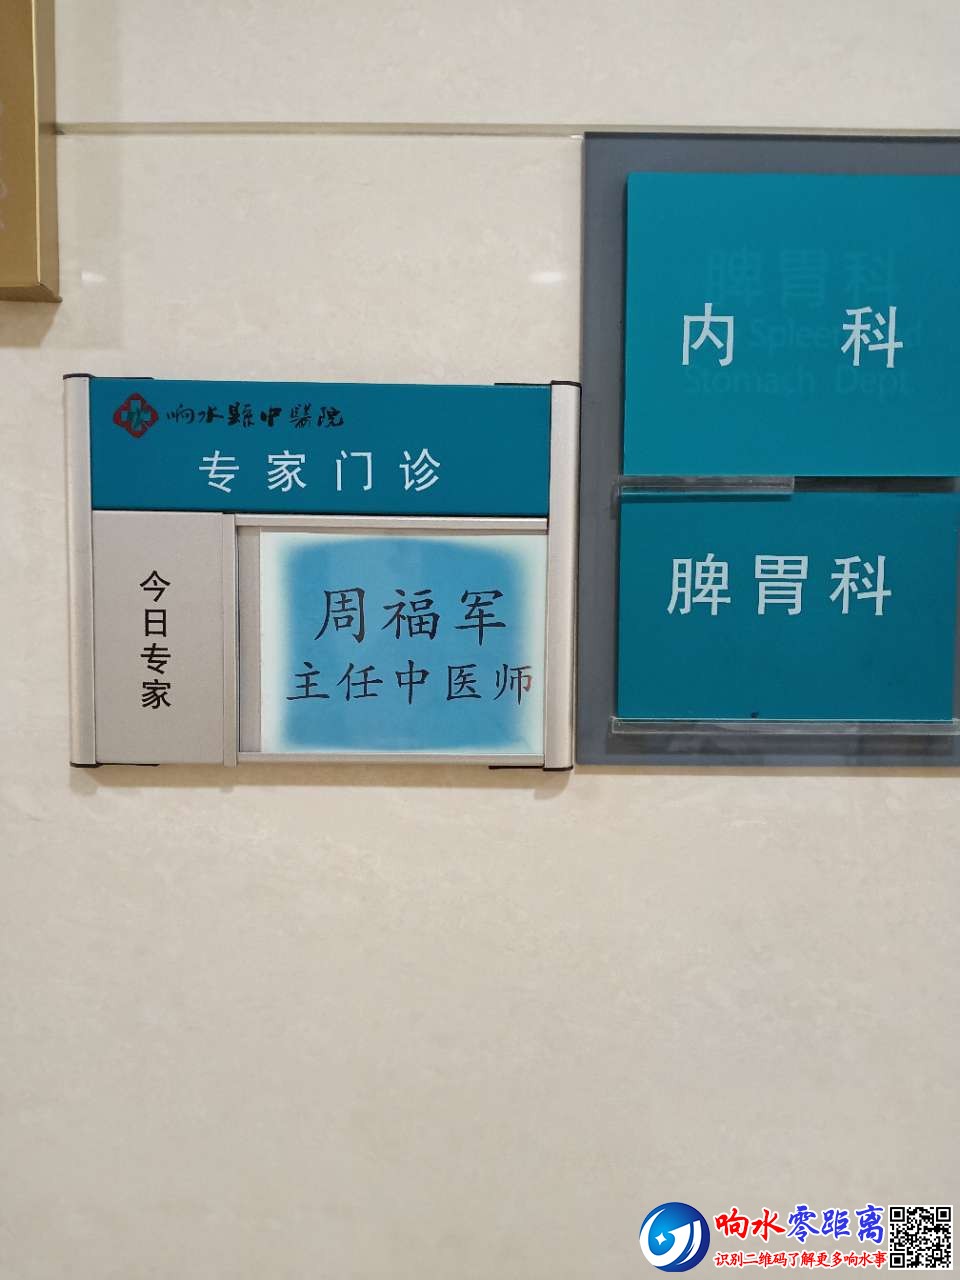 响水縣中醫院
专家门诊
今日专家
周福军
主任中医师
脾胃科
内科
Spleen and
Stomach Dept
脾胃科
响水零距离
识别二维码了解更多响水事